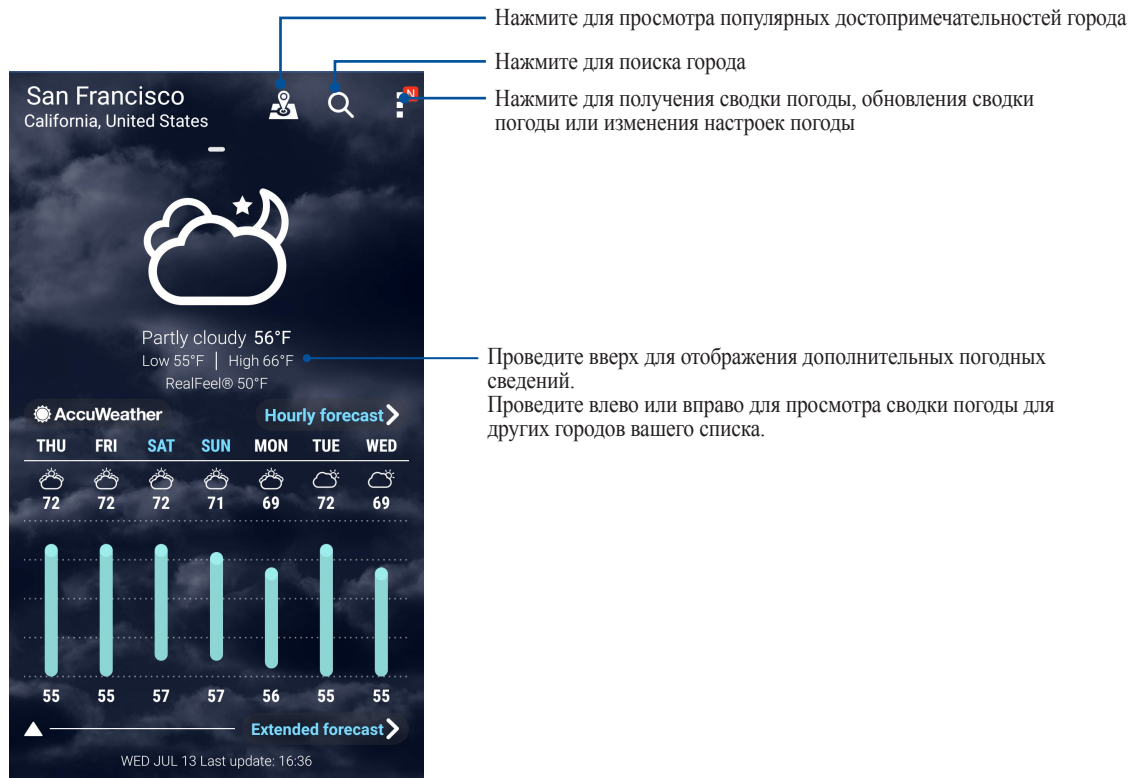 Нажмите для просмотра популярных достопримечательностей города
Нажмите для поиска города
Нажмите для получения сводки погоды, обновления сводки
погоды или изменения настроек погоды
San Francisco
California, United States
N
Partly cloudy 56°F
Low 55°F | High 66°F
RealFeel® 50°F
Проведите вверх для отображения дополнительных погодных
сведений.
Проведите влево или вправо для просмотра сводки погоды для
других городов вашего списка.
AccuWeather Hourly forecast
THU FRI SAT SUN MON TUE WED
72 72 72 71 69 72 69
55 55 57 57 56 55 55
Extended forecast
WED JUL 13 Last update: 16:36